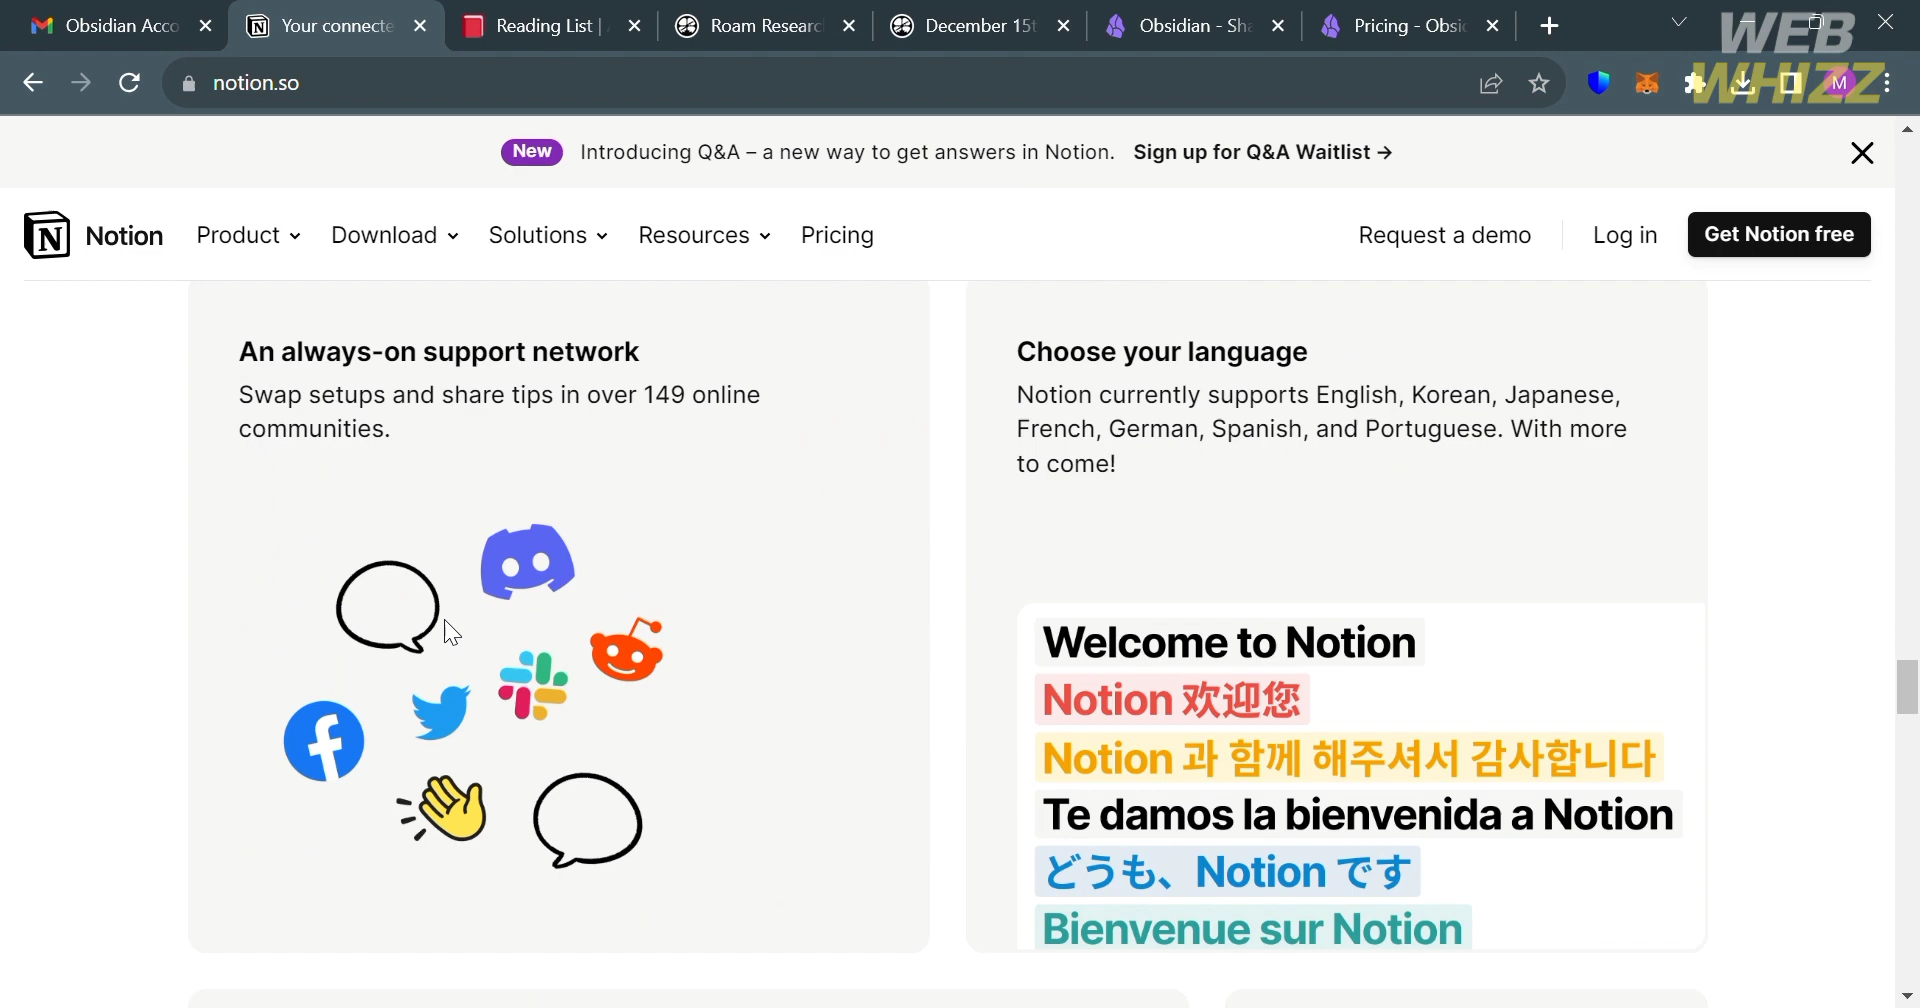 Obsidian Acco
Your connecte
Reading List |
Roam Researc
December 15t
Obsidian - Sha
Pricing - Obsi
WEB
WHIZZ
notion.so
M
New
Introducing Q&A – a new way to get answers in Notion. Sign up for Q&A Waitlist →
N
Notion
Product
Download
Solutions
Resources
Pricing
Request a demo
Log in
Get Notion free
An always-on support network
Swap setups and share tips in over 149 online
communities.
Choose your language
Notion currently supports English, Korean, Japanese,
French, German, Spanish, and Portuguese. With more
to come!
Welcome to Notion
Notion 欢迎您
Notion 과 함께 해주셔서 감사합니다
Te damos la bienvenida a Notion
どうも、Notion です
Bienvenue sur Notion